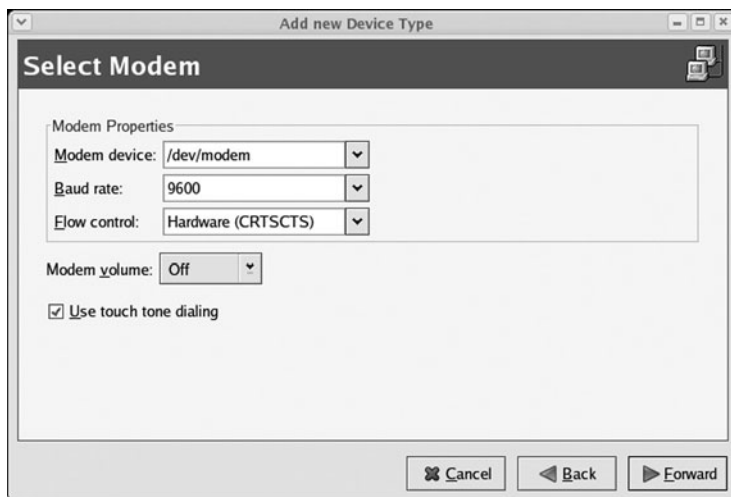 Add new Device Type
Select Modem
Modem Properties
Modem device: /dev/modem
Baud rate: 9600
Flow control: Hardware (CRTSCTS)
Modem volume: Off
Use touch tone dialing
Cancel Back Forward